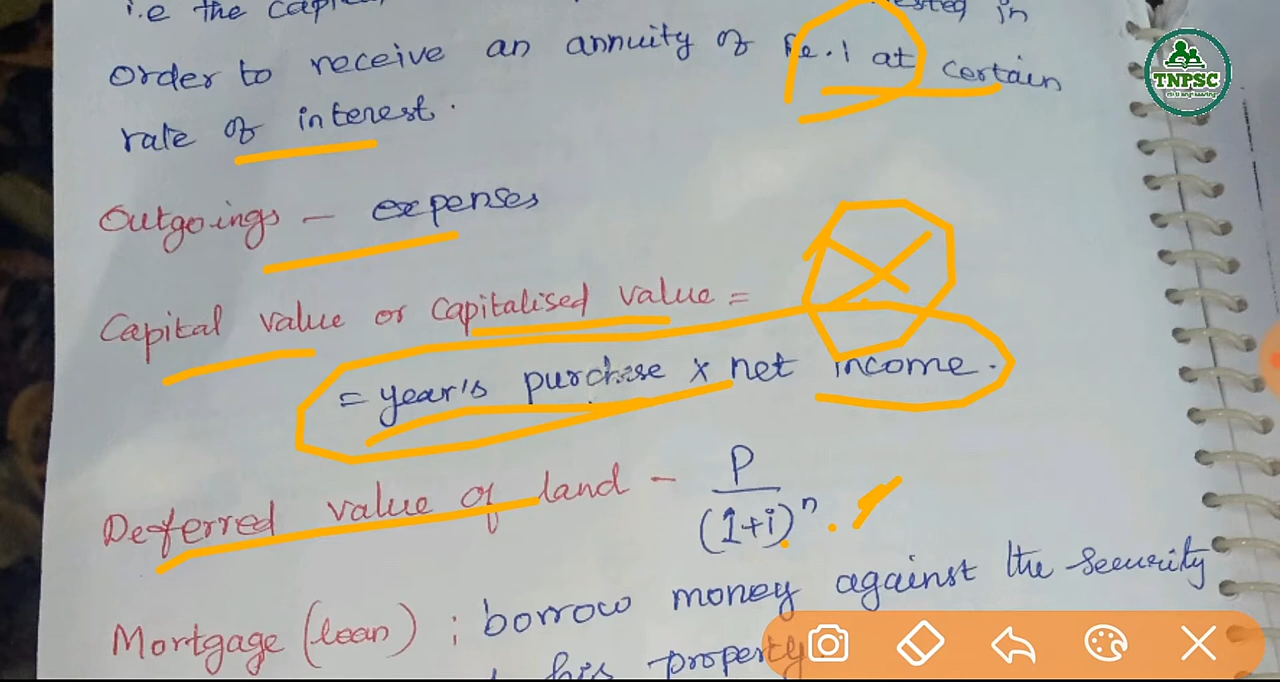 i.e the
order to receive an annuity of Re.1 at certain
rate of interest.
Outgoings - expenses
Capital value or Capitalised value =
= year's purchase x net income.
Deferred value of land - P
(1+i)^n.
Mortgage (loan) ; borrow money against the security
his property
TNPSC